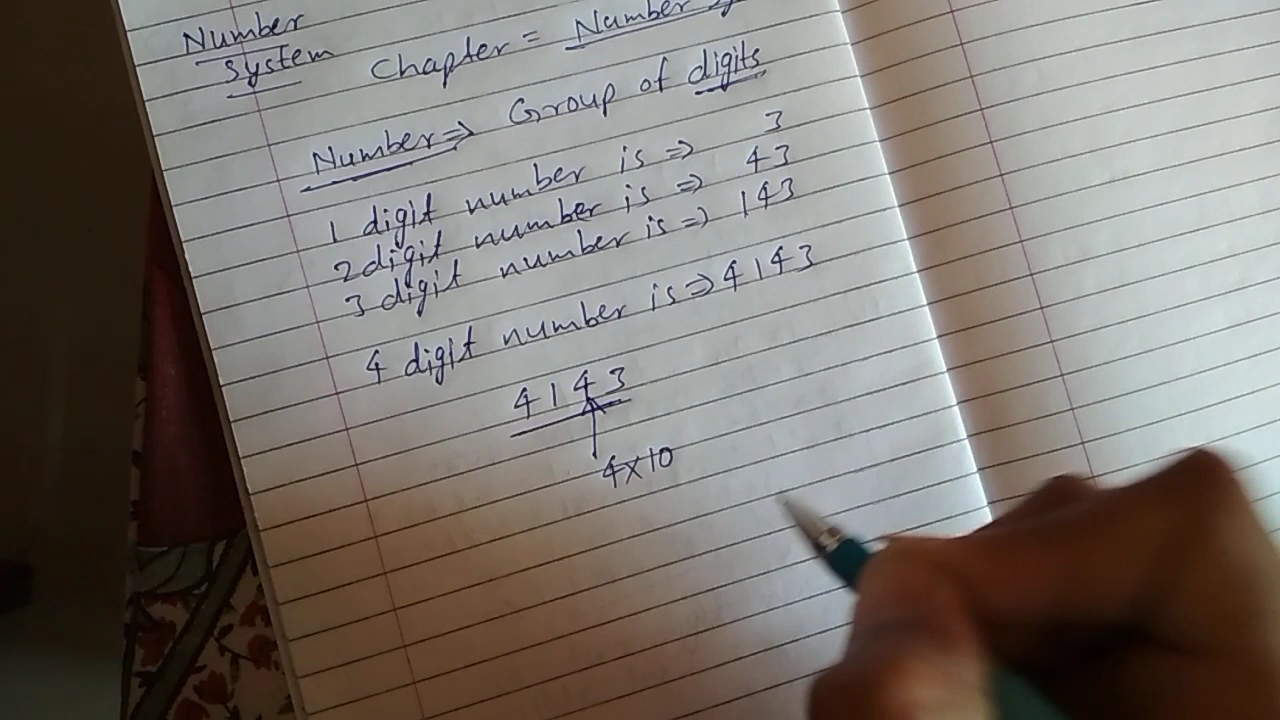 Number
System
Chapter = Number
Number ⇒ Group of digits
1 digit number is ⇒ 3
2 digit number is ⇒ 43
3 digit number is ⇒ 143
4 digit number is ⇒ 4143
4143
4×10